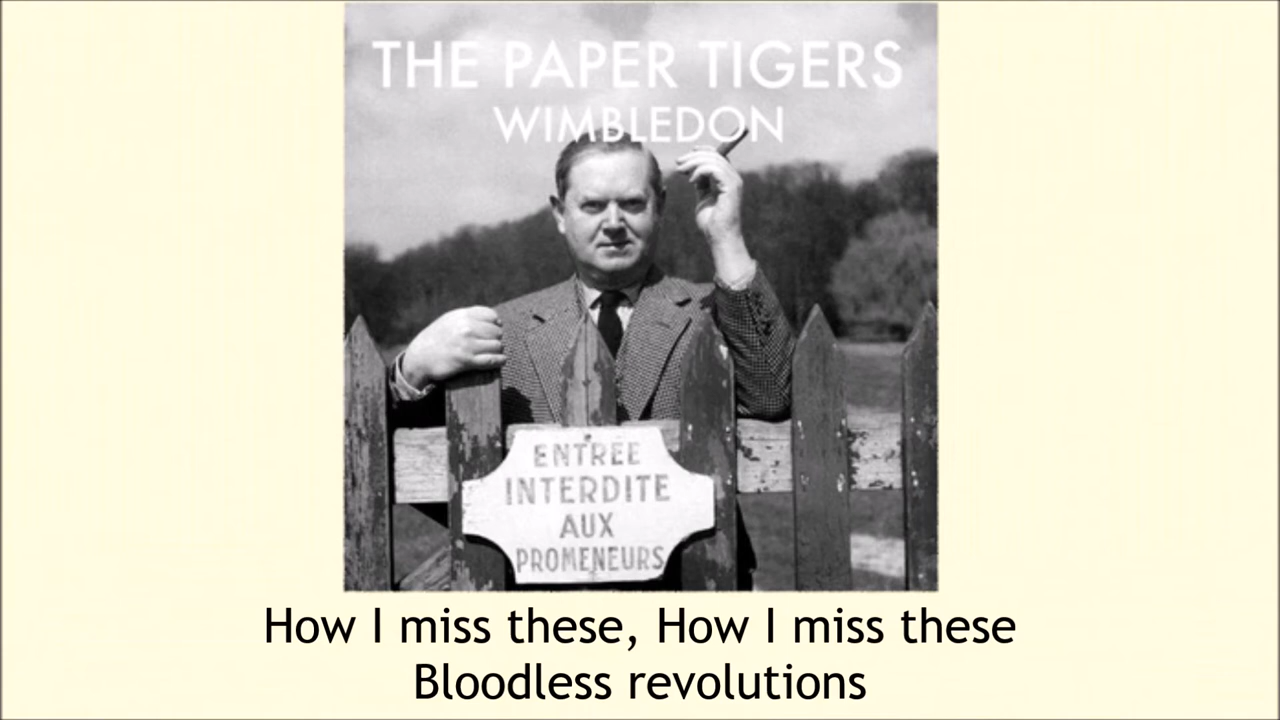 THE PAPER TIGERS
WIMBLEDON
ENTRÉE
INTERDITE
AUX
PROMENEURS
How I miss these, How I miss these
Bloodless revolutions